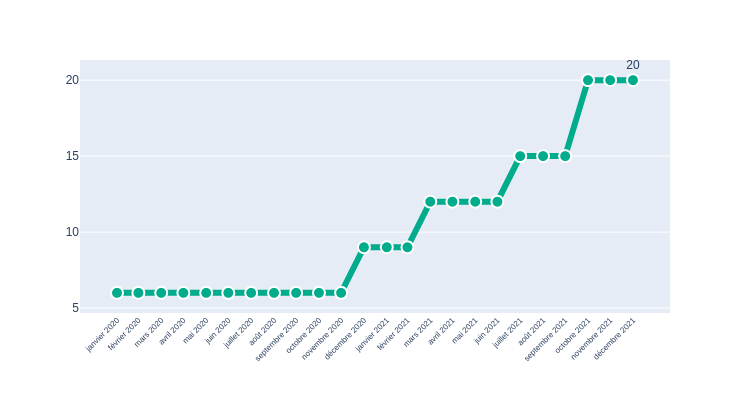 20
20
15
10
5
janvier 2020
février 2020
mars 2020
avril 2020
mai 2020
juin 2020
juillet 2020
août 2020
septembre 2020
octobre 2020
novembre 2020
décembre 2020
janvier 2021
février 2021
mars 2021
avril 2021
mai 2021
juin 2021
juillet 2021
août 2021
septembre 2021
octobre 2021
novembre 2021
décembre 2021